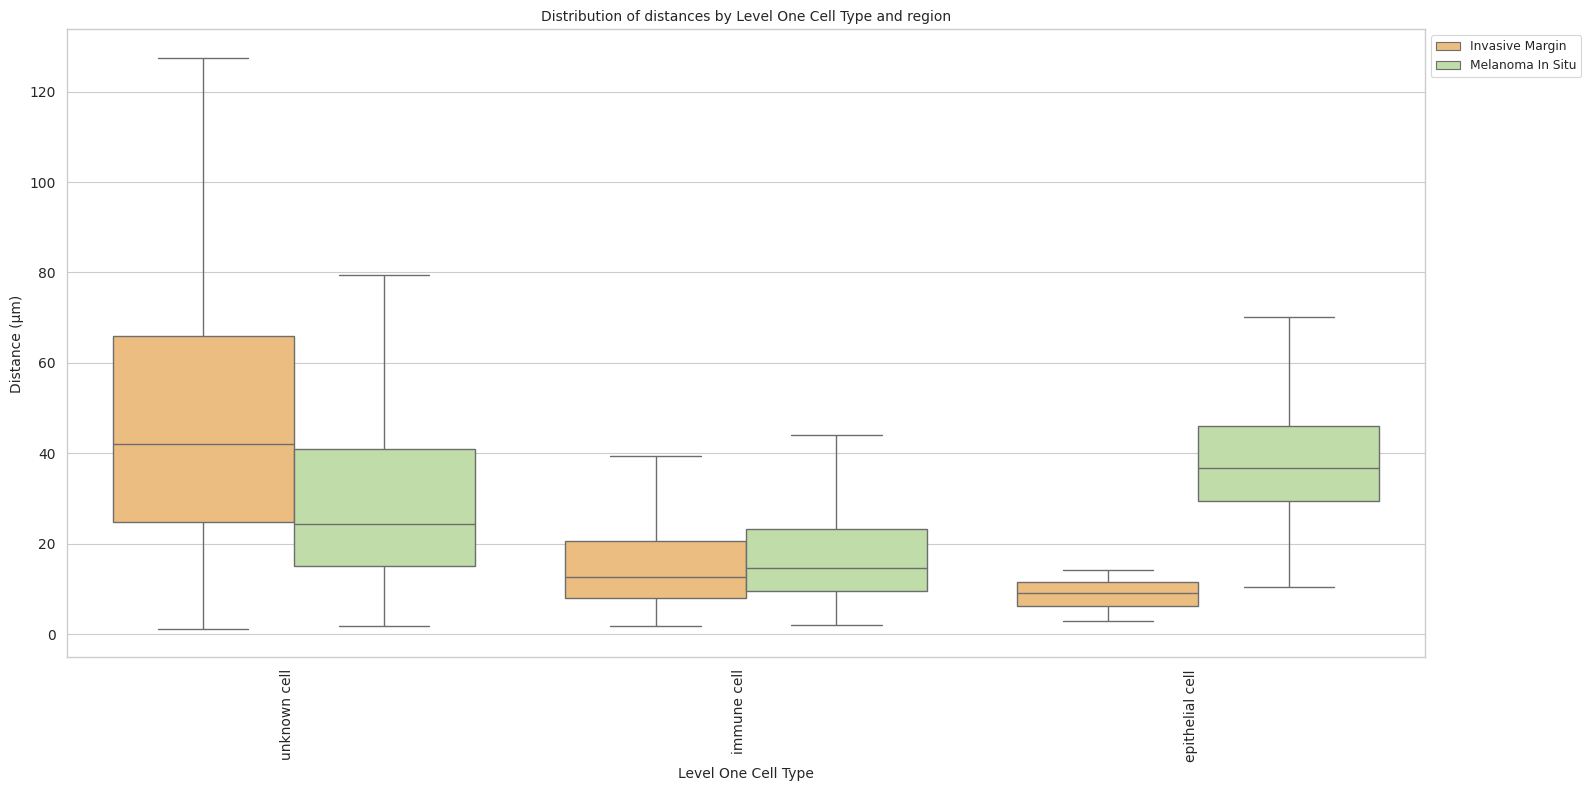 Distribution of distances by Level One Cell Type and region
Invasive Margin
Melanoma In Situ
Distance (μm)
120
100
80
60
40
20
0
unknown cell
immune cell
epithelial cell
Level One Cell Type